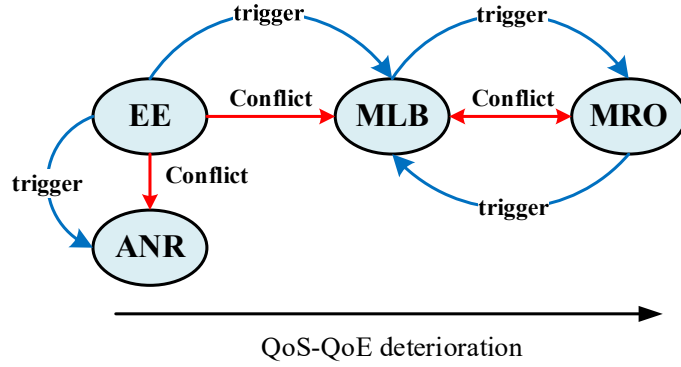 trigger
trigger
EE
Conflict
MLB
Conflict
MRO
trigger
Conflict
trigger
ANR
QoS-QoE deterioration